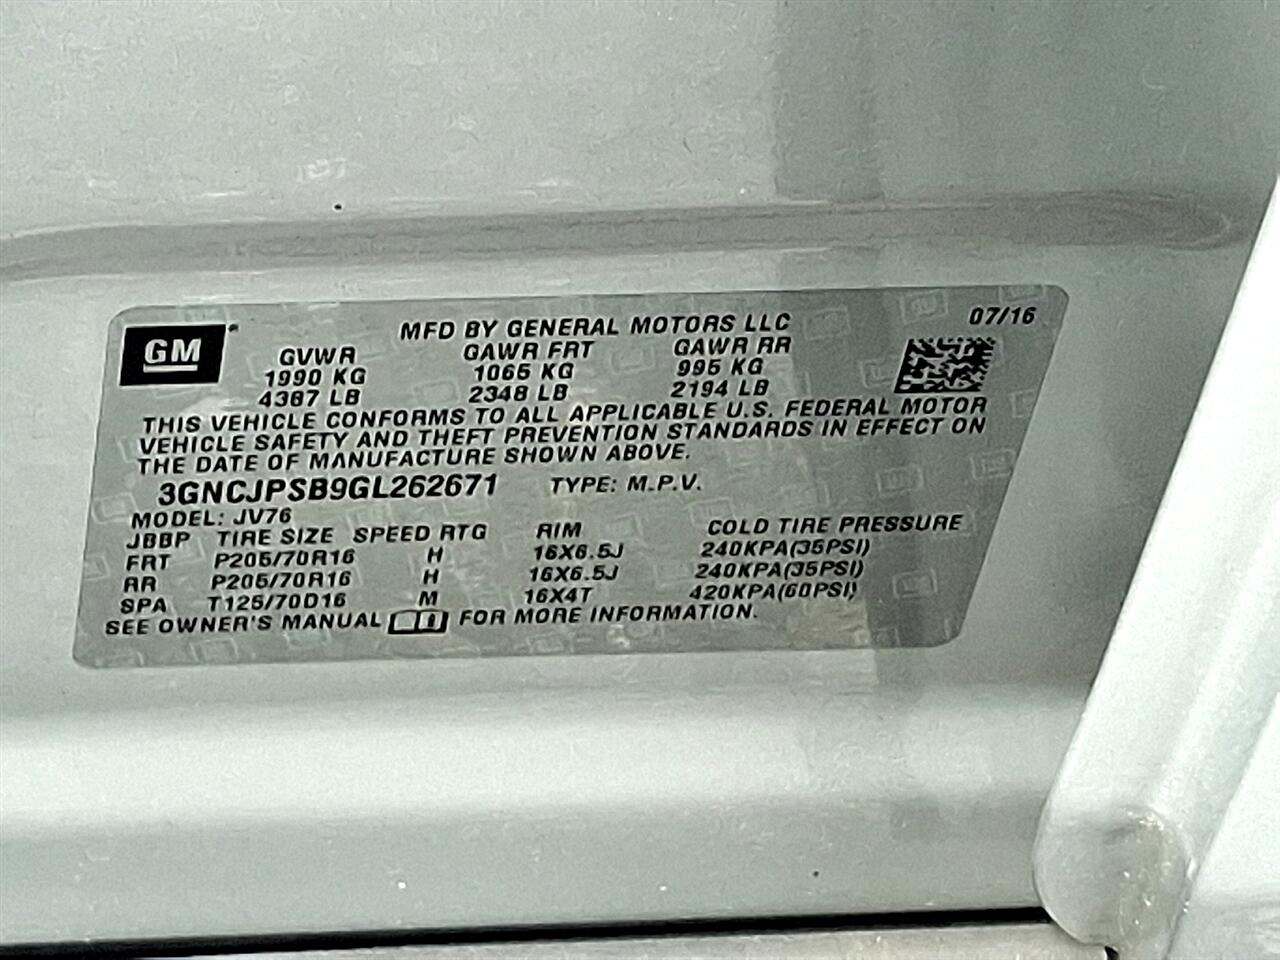 GM
MFD BY GENERAL MOTORS LLC 07/16
GVWR GAWR FRT GAWR RR
1990 KG 1065 KG 995 KG
4387 LB 2348 LB 2194 LB
THIS VEHICLE CONFORMS TO ALL APPLICABLE U.S. FEDERAL MOTOR
VEHICLE SAFETY AND THEFT PREVENTION STANDARDS IN EFFECT ON
THE DATE OF MANUFACTURE SHOWN ABOVE.
3GNCJPSB9GL262671 TYPE: M.P.V.
MODEL: JV76
JBBP TIRE SIZE SPEED RTG RIM COLD TIRE PRESSURE
FRT P205/70R16 H 16X6.5J 240KPA(35PSI)
RR P205/70R16 H 16X6.5J 240KPA(35PSI)
SPA T125/70D16 M 16X4T 420KPA(60PSI)
SEE OWNER'S MANUAL FOR MORE INFORMATION.